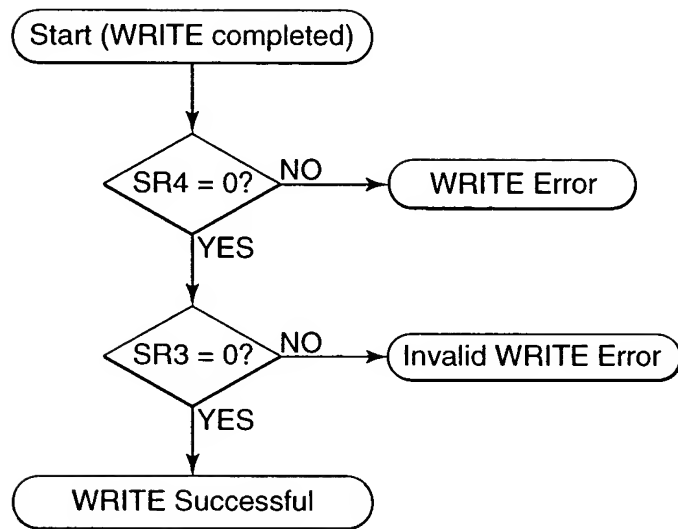 Start (WRITE completed)
SR4 = 0?
NO
WRITE Error
YES
SR3 = 0?
NO
Invalid WRITE Error
YES
WRITE Successful